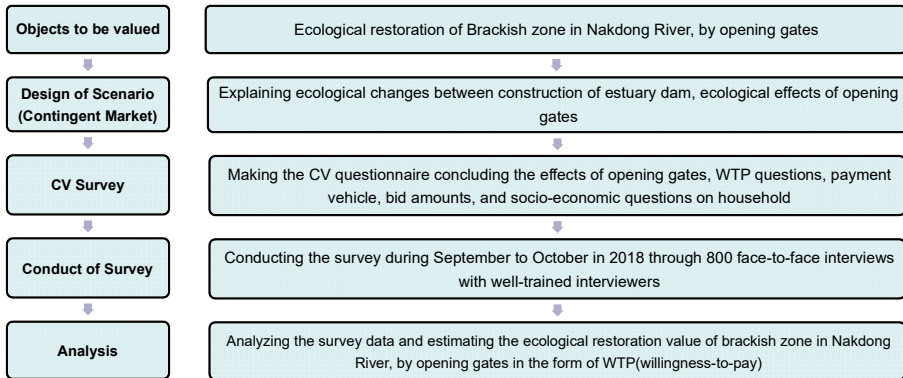 Objects to be valued
Ecological restoration of Brackish zone in Nakdong River, by opening gates
Design of Scenario
(Contingent Market)
Explaining ecological changes between construction of estuary dam, ecological effects of opening
gates
CV Survey
Making the CV questionnaire concluding the effects of opening gates, WTP questions, payment
vehicle, bid amounts, and socio-economic questions on household
Conduct of Survey
Conducting the survey during September to October in 2018 through 800 face-to-face interviews
with well-trained interviewers
Analysis
Analyzing the survey data and estimating the ecological restoration value of brackish zone in Nakdong
River, by opening gates in the form of WTP(willingness-to-pay)